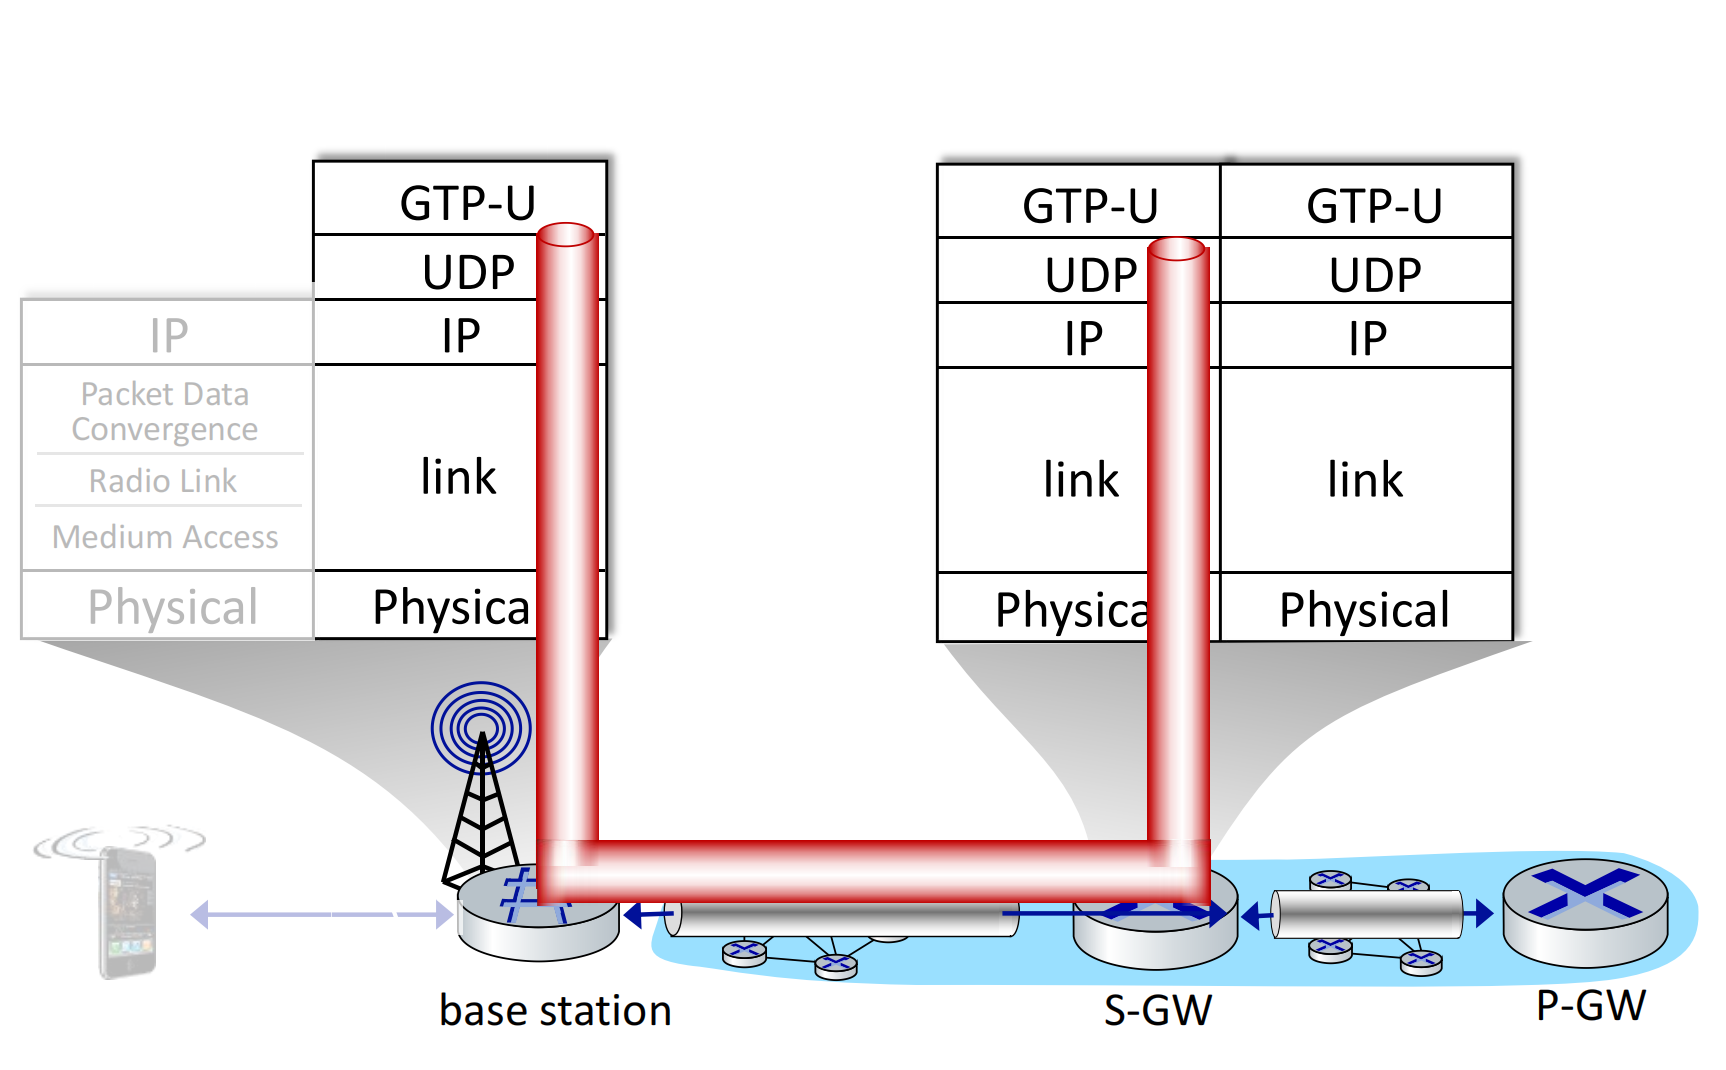 GTP-U
UDP
IP
link
Physica
IP
Packet Data
Convergence
Radio Link
Medium Access
Physical
GTP-U
UDP
IP
link
Physica
GTP-U
UDP
IP
link
Physical
base station
S-GW
P-GW